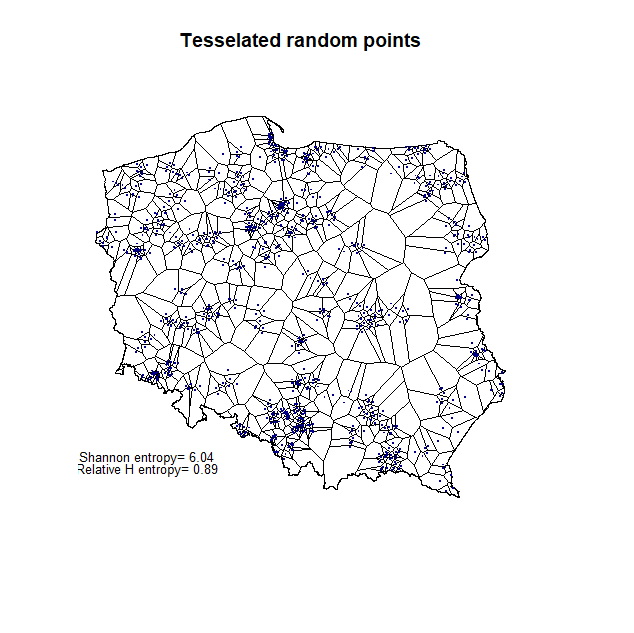 Tesselated random points
Shannon entropy= 6.04
Relative H entropy= 0.89